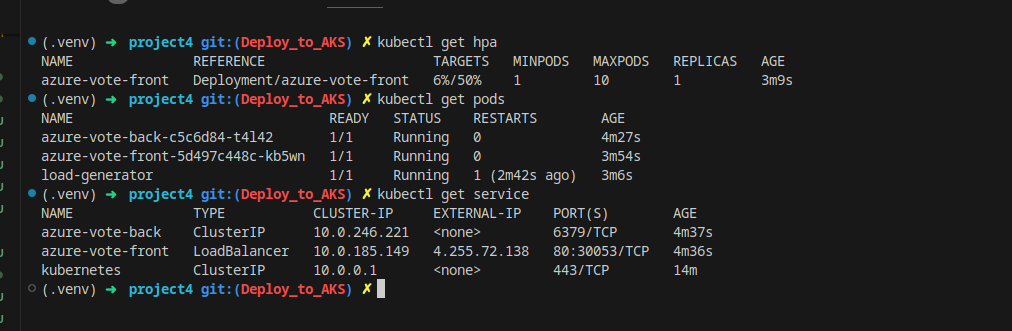 (.venv) ➜ project4 git:(Deploy_to_AKS) ✗ kubectl get hpa
NAME REFERENCE TARGETS MINPODS MAXPODS REPLICAS AGE
azure-vote-front Deployment/azure-vote-front 6%/50% 1 10 1 3m9s
(.venv) ➜ project4 git:(Deploy_to_AKS) ✗ kubectl get pods
NAME READY STATUS RESTARTS AGE
azure-vote-back-c5c6d84-t4l42 1/1 Running 0 4m27s
azure-vote-front-5d497c448c-kb5wn 1/1 Running 0 3m54s
load-generator 1/1 Running 1 (2m42s ago) 3m6s
(.venv) ➜ project4 git:(Deploy_to_AKS) ✗ kubectl get service
NAME TYPE CLUSTER-IP EXTERNAL-IP PORT(S) AGE
azure-vote-back ClusterIP 10.0.246.221 <none> 6379/TCP 4m37s
azure-vote-front LoadBalancer 10.0.185.149 4.255.72.138 80:30053/TCP 4m36s
kubernetes ClusterIP 10.0.0.1 <none> 443/TCP 14m
(.venv) ➜ project4 git:(Deploy_to_AKS) ✗